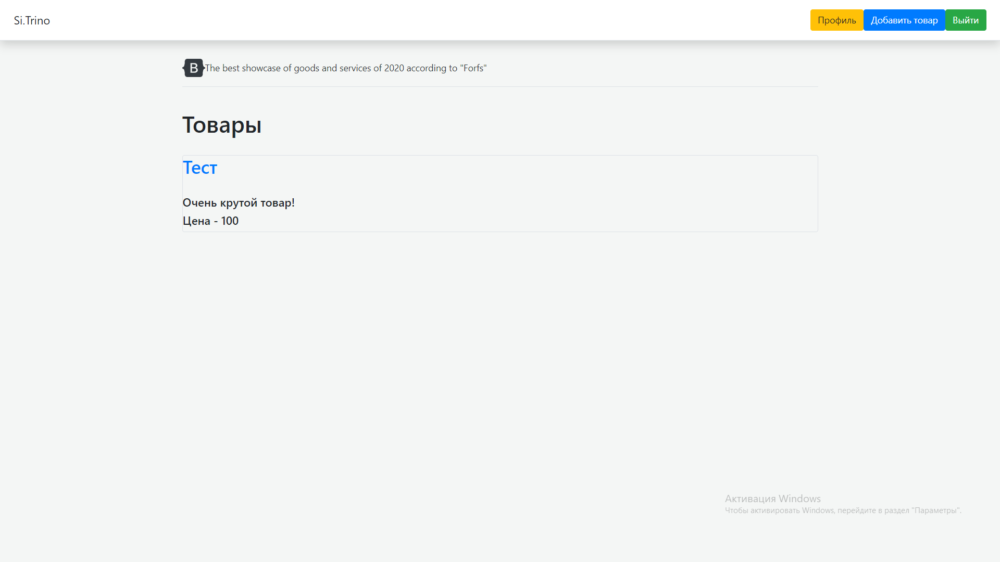 Si.Trino
Профиль Добавить товар Выйти
B The best showcase of goods and services of 2020 according to "Forfs"
Товары
Тест
Очень крутой товар!
Цена - 100
Активация Windows
Чтобы активировать Windows, перейдите в раздел "Параметры".